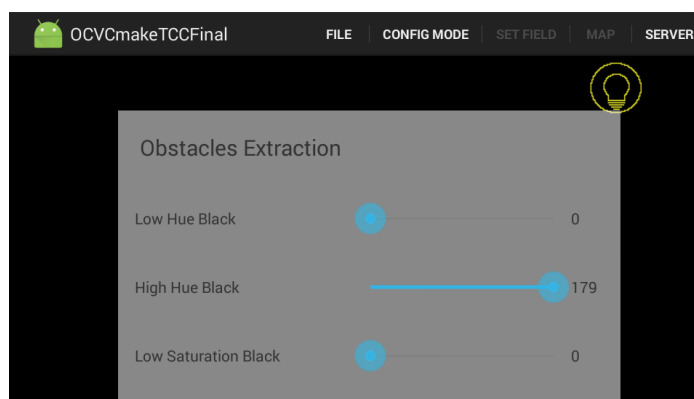 OCVCmakeTCCFinal FILE CONFIG MODE SET FIELD MAP SERVER
Obstacles Extraction
Low Hue Black 0
High Hue Black 179
Low Saturation Black 0